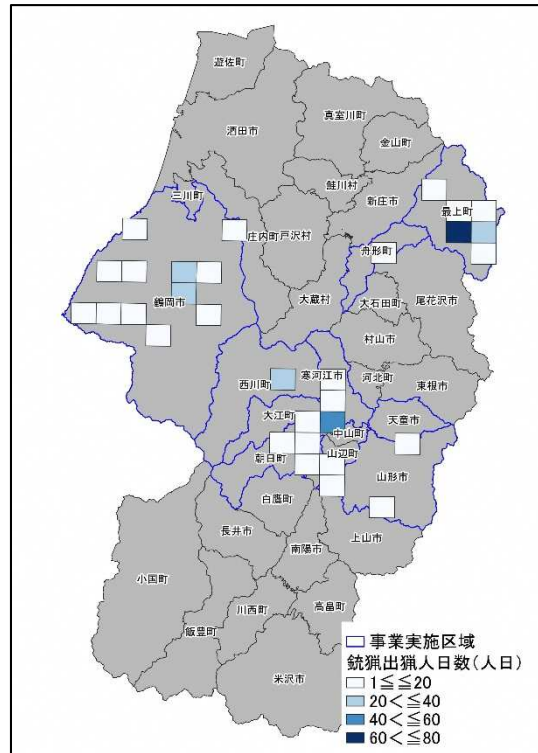 遊佐町
真室川町
酒田市
金山町
鮭川村
新庄市
三川町
最上町
庄内町
戸沢村
舟形町
大蔵村
大石田町
尾花沢市
鶴岡市
村山市
西川町
寒河江市
河北町
東根市
大江町
天童市
中山町
朝日町
山辺町
山形市
白鷹町
長井市
上山市
南陽市
小国町
川西町
高畠町
飯豊町
米沢市
事業実施区域
銃猟出猟人日数(人日)
1≦≦20
20<≦40
40<≦60
60<≦80